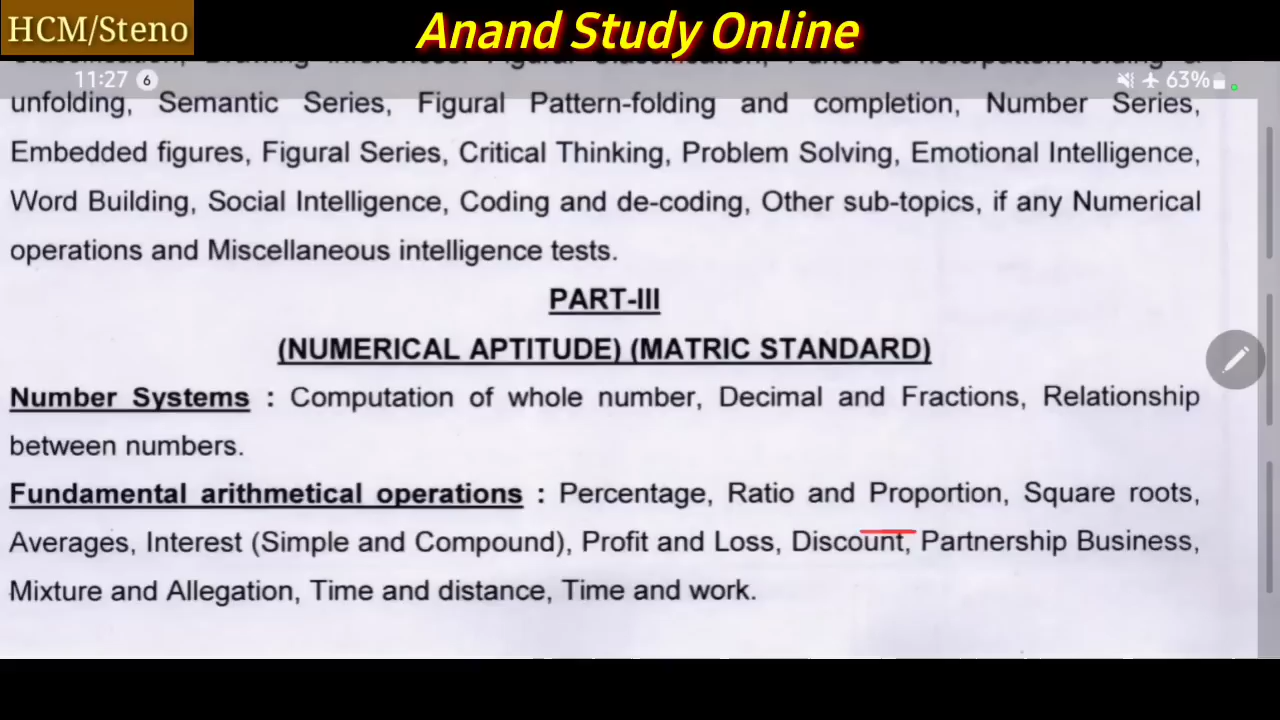 HCM/Steno
Anand Study Online
11:27 6
63%
unfolding, Semantic Series, Figural Pattern-folding and completion, Number Series,
Embedded figures, Figural Series, Critical Thinking, Problem Solving, Emotional Intelligence,
Word Building, Social Intelligence, Coding and de-coding, Other sub-topics, if any Numerical
operations and Miscellaneous intelligence tests.
PART-III
(NUMERICAL APTITUDE) (MATRIC STANDARD)
Number Systems : Computation of whole number, Decimal and Fractions, Relationship
between numbers.
Fundamental arithmetical operations : Percentage, Ratio and Proportion, Square roots,
Averages, Interest (Simple and Compound), Profit and Loss, Discount, Partnership Business,
Mixture and Allegation, Time and distance, Time and work.